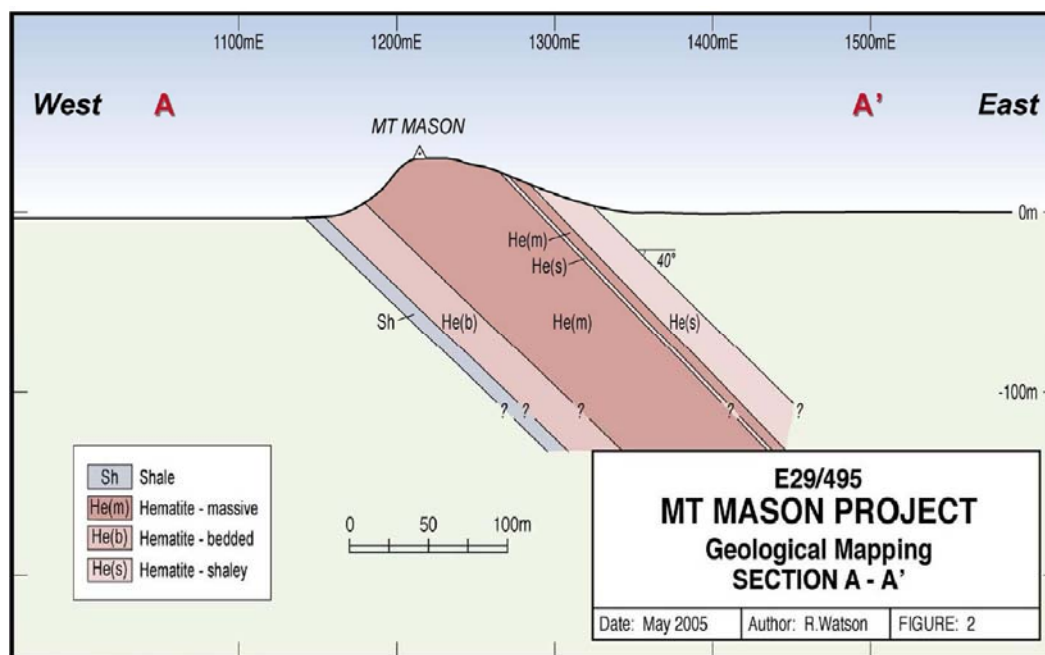 1100mE 1200mE 1300mE 1400mE 1500mE
West A A' East
MT MASON
0m
He(m)
He(s)
40°
Sh He(b) He(m) He(s)
-100m
? ? ? ? ?
Sh Shale
He(m) Hematite - massive
He(b) Hematite - bedded
He(s) Hematite - shaley
0 50 100m
E29/495
MT MASON PROJECT
Geological Mapping
SECTION A - A'
Date: May 2005 Author: R.Watson FIGURE: 2